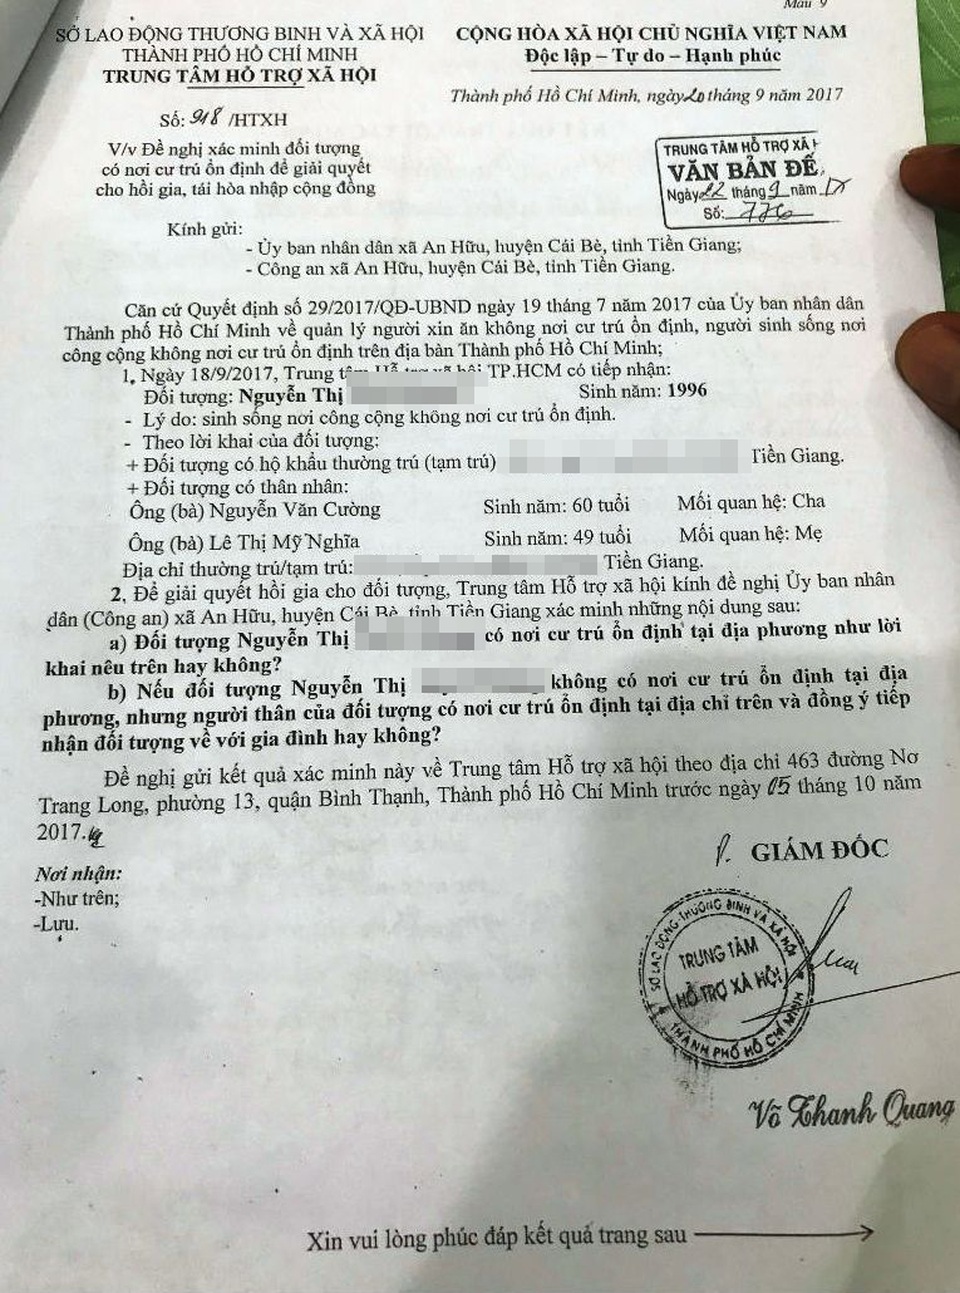 Mẫu 9
SỞ LAO ĐỘNG THƯƠNG BINH VÀ XÃ HỘI
THÀNH PHỐ HỒ CHÍ MINH
TRUNG TÂM HỖ TRỢ XÃ HỘI
CỘNG HÒA XÃ HỘI CHỦ NGHĨA VIỆT NAM
Độc lập – Tự do – Hạnh phúc
Thành phố Hồ Chí Minh, ngày 20 tháng 9 năm 2017
Số: 918 /HTXH
V/v Đề nghị xác minh đối tượng
có nơi cư trú ổn định để giải quyết
cho hồi gia, tái hòa nhập cộng đồng
TRUNG TÂM HỖ TRỢ XÃ H
VĂN BẢN ĐẾ
Ngày 22 tháng 9 năm 17
Số: 776
Kính gửi:
- Ủy ban nhân dân xã An Hữu, huyện Cái Bè, tỉnh Tiền Giang;
- Công an xã An Hữu, huyện Cái Bè, tỉnh Tiền Giang.
Căn cứ Quyết định số 29/2017/QĐ-UBND ngày 19 tháng 7 năm 2017 của Ủy ban nhân dân
Thành phố Hồ Chí Minh về quản lý người xin ăn không nơi cư trú ổn định, người sinh sống nơi
công cộng không nơi cư trú ổn định trên địa bàn Thành phố Hồ Chí Minh;
1. Ngày 18/9/2017, Trung tâm Hỗ trợ xã hội TP.HCM có tiếp nhận:
Đối tượng: Nguyễn Thị Sinh năm: 1996
- Lý do: sinh sống nơi công cộng không nơi cư trú ổn định.
- Theo lời khai của đối tượng:
+ Đối tượng có hộ khẩu thường trú (tạm trú) Tiền Giang.
+ Đối tượng có thân nhân:
Ông (bà) Nguyễn Văn Cường Sinh năm: 60 tuổi Mối quan hệ: Cha
Ông (bà) Lê Thị Mỹ Nghĩa Sinh năm: 49 tuổi Mối quan hệ: Mẹ
Địa chỉ thường trú/tạm trú: Tiền Giang.
2. Để giải quyết hồi gia cho đối tượng, Trung tâm Hỗ trợ xã hội kính đề nghị Ủy ban nhân
dân (Công an) xã An Hữu, huyện Cái Bè, tỉnh Tiền Giang xác minh những nội dung sau:
a) Đối tượng Nguyễn Thị có nơi cư trú ổn định tại địa phương như lời
khai nêu trên hay không?
b) Nếu đối tượng Nguyễn Thị không có nơi cư trú ổn định tại địa
phương, nhưng người thân của đối tượng có nơi cư trú ổn định tại địa chỉ trên và đồng ý tiếp
nhận đối tượng về với gia đình hay không?
Đề nghị gửi kết quả xác minh này về Trung tâm Hỗ trợ xã hội theo địa chỉ 463 đường Nơ
Trang Long, phường 13, quận Bình Thạnh, Thành phố Hồ Chí Minh trước ngày 05 tháng 10 năm
2017.
Nơi nhận:
-Như trên;
-Lưu.
P. GIÁM ĐỐC
SỞ LAO ĐỘNG-THƯƠNG BINH VÀ XÃ HỘI
TRUNG TÂM
HỖ TRỢ XÃ HỘI
THÀNH PHỐ HỒ CHÍ MINH
Võ Thanh Quang
Xin vui lòng phúc đáp kết quả trang sau